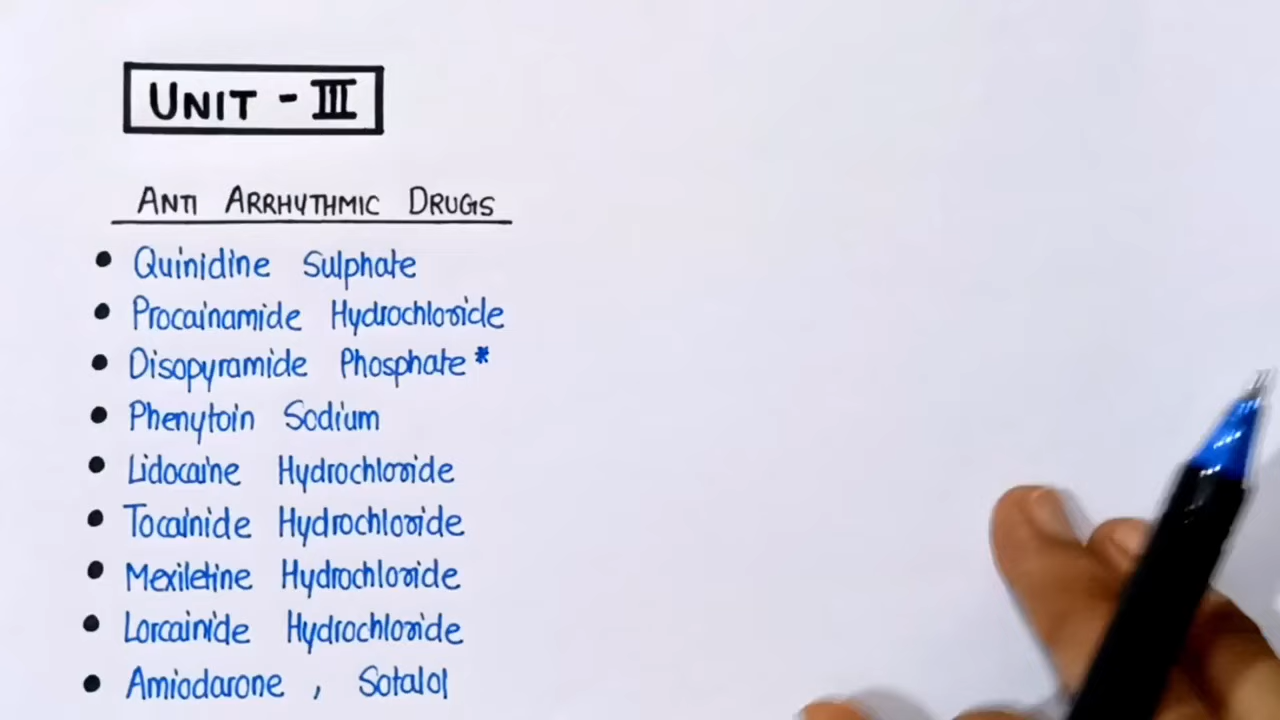 UNIT - III
ANTI ARRHYTHMIC DRUGS
• Quinidine Sulphate
• Procainamide Hydrochloride
• Disopyramide Phosphate*
• Phenytoin Sodium
• Lidocaine Hydrochloride
• Tocainide Hydrochloride
• Mexiletine Hydrochloride
• Lorcainide Hydrochloride
• Amiodarone , Sotalol